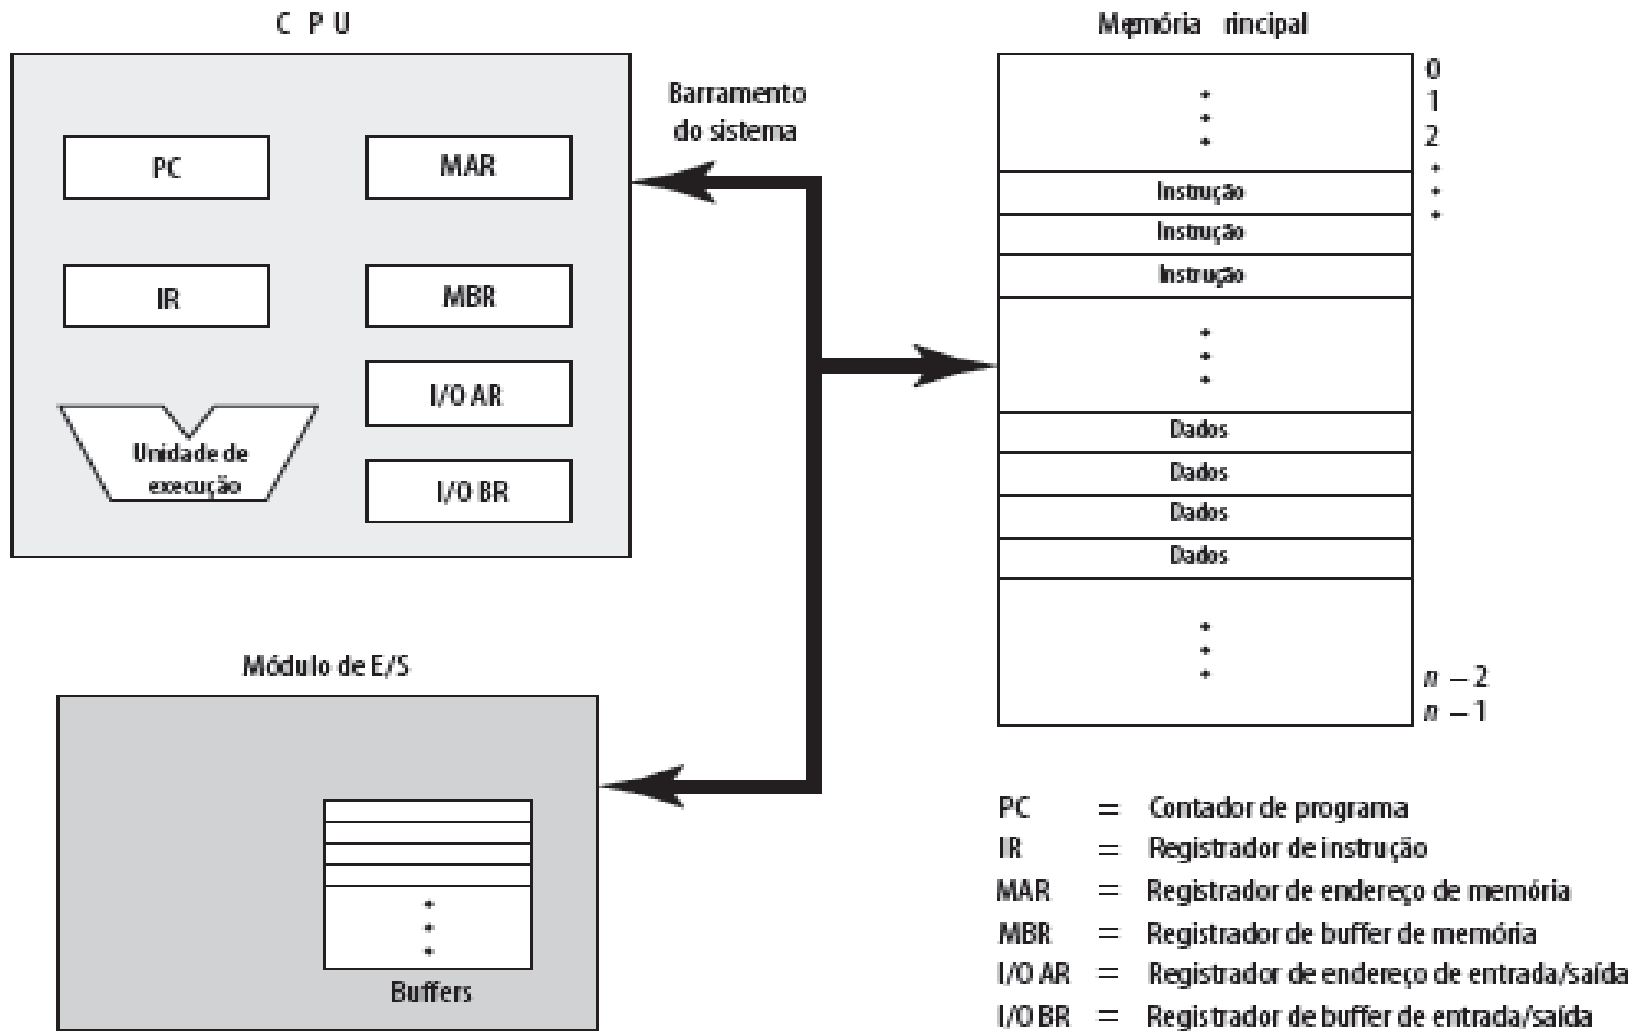 C P U
Memória rincipal
Barramento
do sistema
PC
MAR
IR
MBR
I/O AR
I/O BR
Unidade de
execução
0
1
2
Instrução
Instrução
Instrução
Dados
Dados
Dados
Dados
n – 2
n – 1
Módulo de E/S
Buffers
PC = Contador de programa
IR = Registrador de instrução
MAR = Registrador de endereço de memória
MBR = Registrador de buffer de memória
I/O AR = Registrador de endereço de entrada/saída
I/O BR = Registrador de buffer de entrada/saída